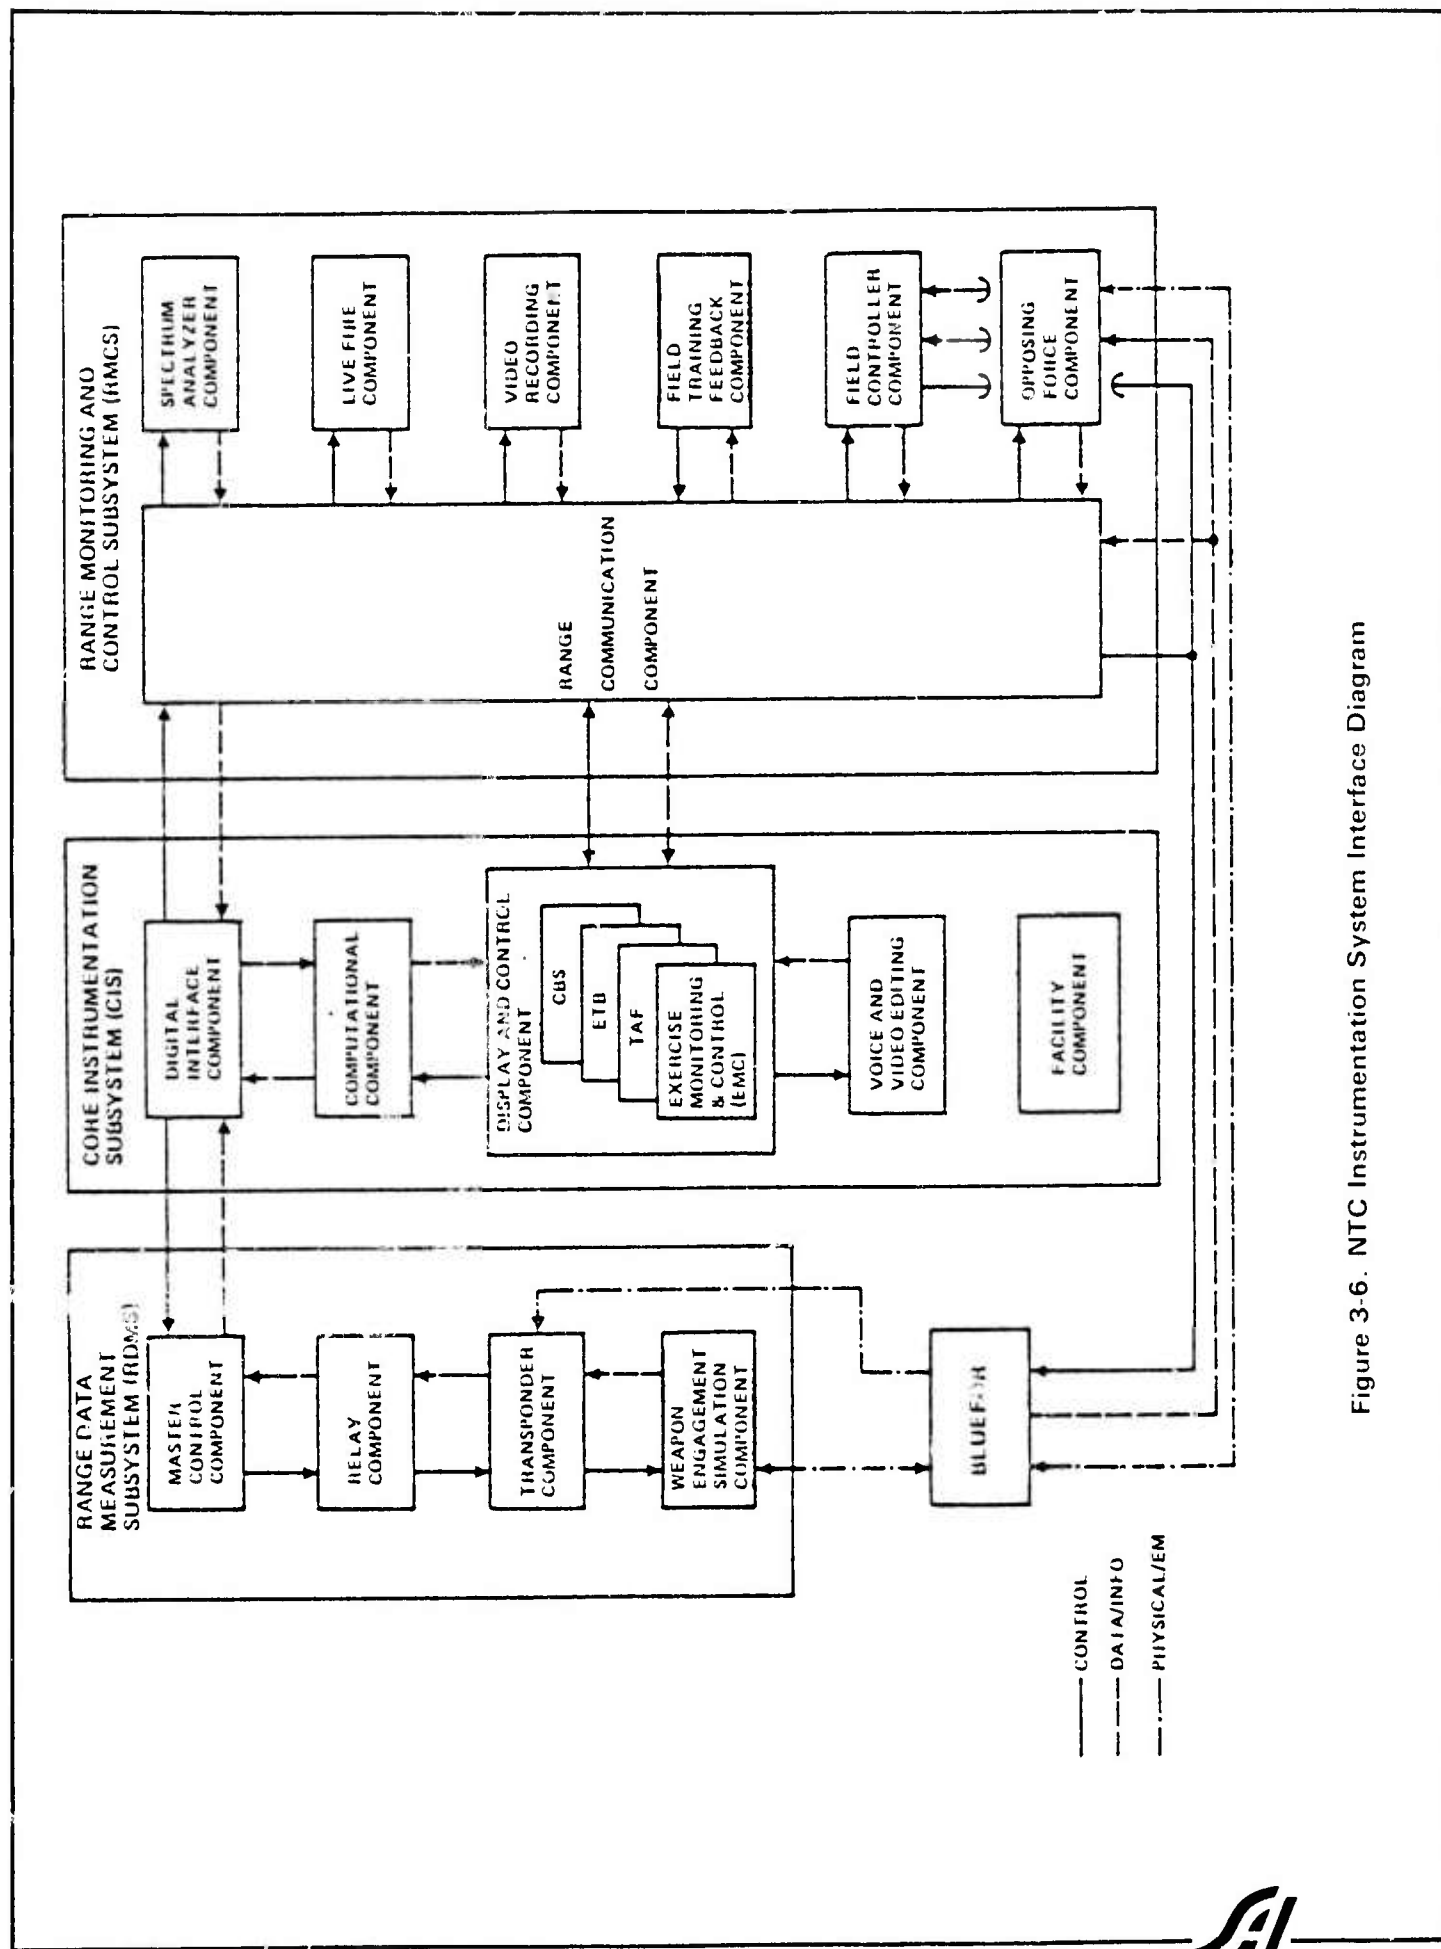 RANGE DATA
MEASUREMENT
SUBSYSTEM (RDMS)
MASTER
CONTROL
COMPONENT
RELAY
COMPONENT
TRANSPONDER
COMPONENT
WEAPON
ENGAGEMENT
SIMULATION
COMPONENT
BLUEFOR
CORE INSTRUMENTATION
SUBSYSTEM (CIS)
DIGITAL
INTERFACE
COMPONENT
COMPUTATIONAL
COMPONENT
DISPLAY AND CONTROL
COMPONENT
CBS
ETB
TAF
EXERCISE
MONITORING
& CONTROL
(EMC)
VOICE AND
VIDEO EDITING
COMPONENT
FACILITY
COMPONENT
RANGE MONITORING AND
CONTROL SUBSYSTEM (RMCS)
RANGE
COMMUNICATION
COMPONENT
SPECTRUM
ANALYZER
COMPONENT
LIVE FIRE
COMPONENT
VIDEO
RECORDING
COMPONENT
FIELD
TRAINING
FEEDBACK
COMPONENT
FIELD
CONTROLLER
COMPONENT
OPPOSING
FORCE
COMPONENT
CONTROL
DATA/INFO
PHYSICAL/EM
Figure 3-6. NTC Instrumentation System Interface Diagram